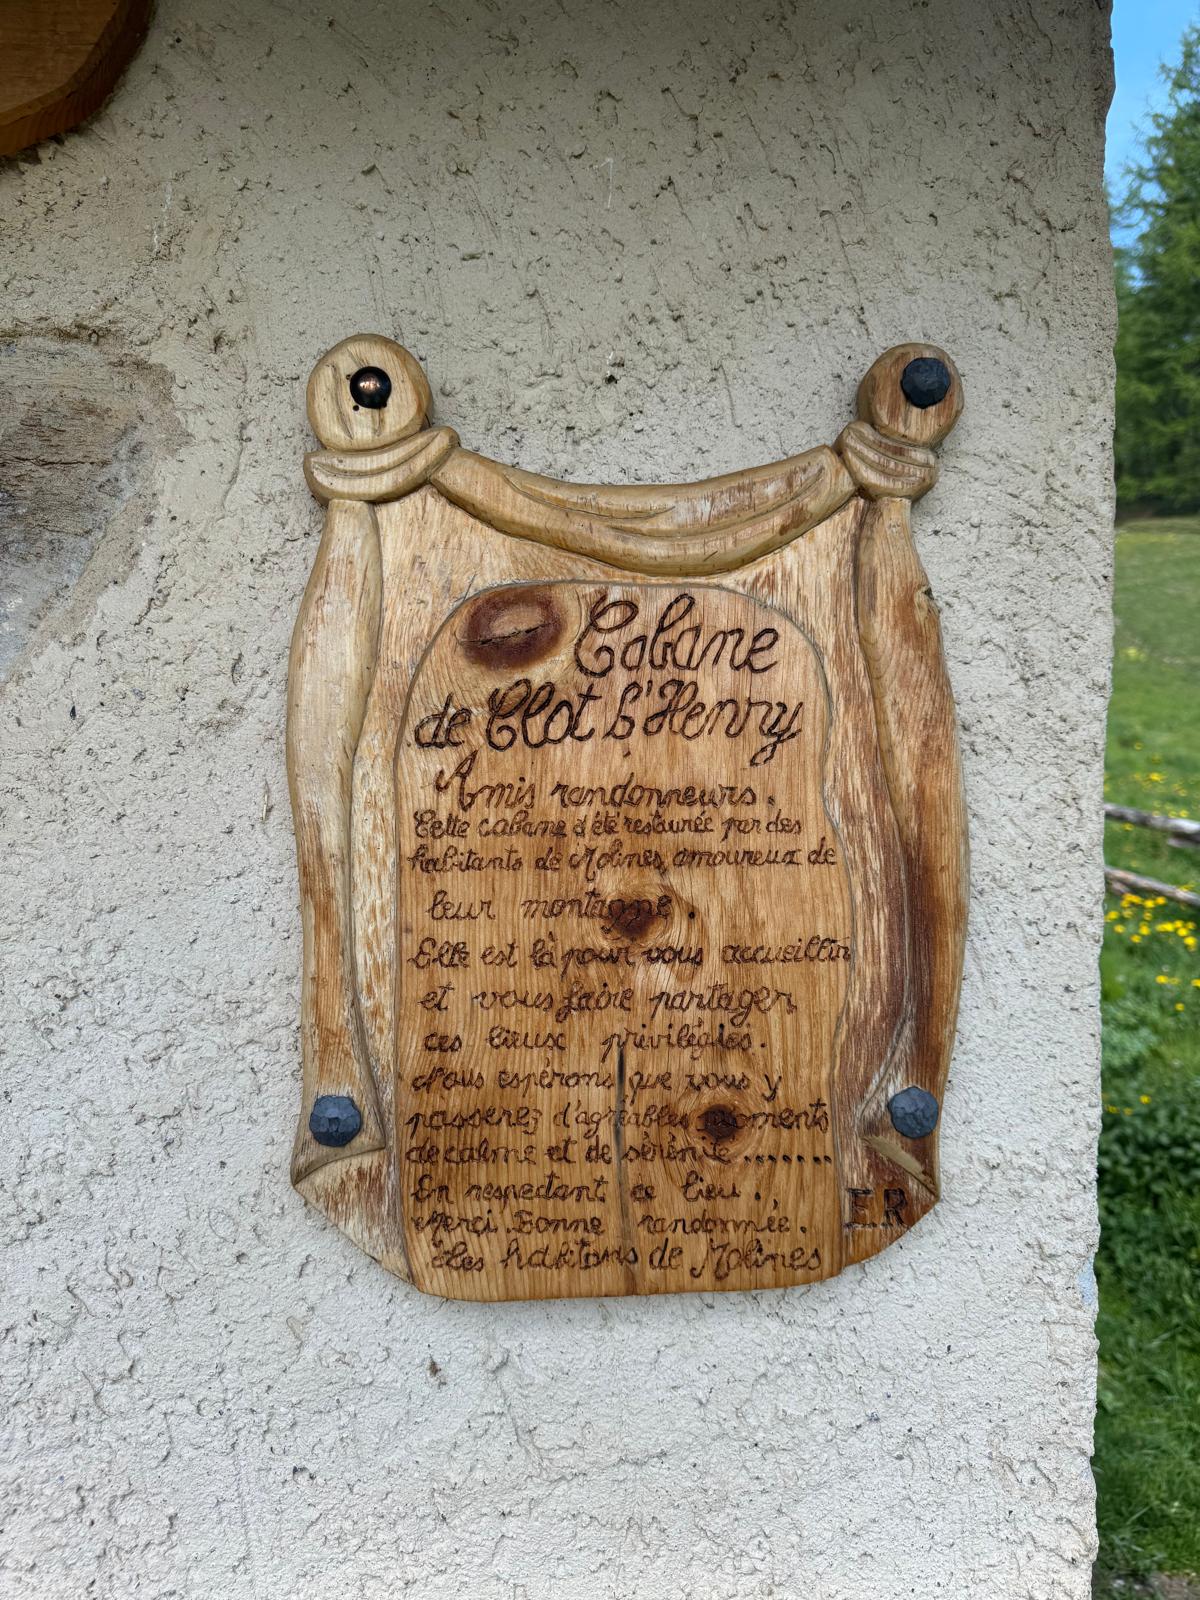 Cabane
de Clot L'Henry
Amis randonneurs.
Cette cabane a été restaurée par des
habitants de Molines, amoureux de
leur montagne.
Elle est là pour vous accueillir
et vous faire partager
ces lieux privilégiés.
Nous espérons que vous y
passerez d'agréables moments
de calme et de sérénité ........
En respectant ce lieu.
Merci. Bonne randonnée.
Les habitans de Molines
E.R